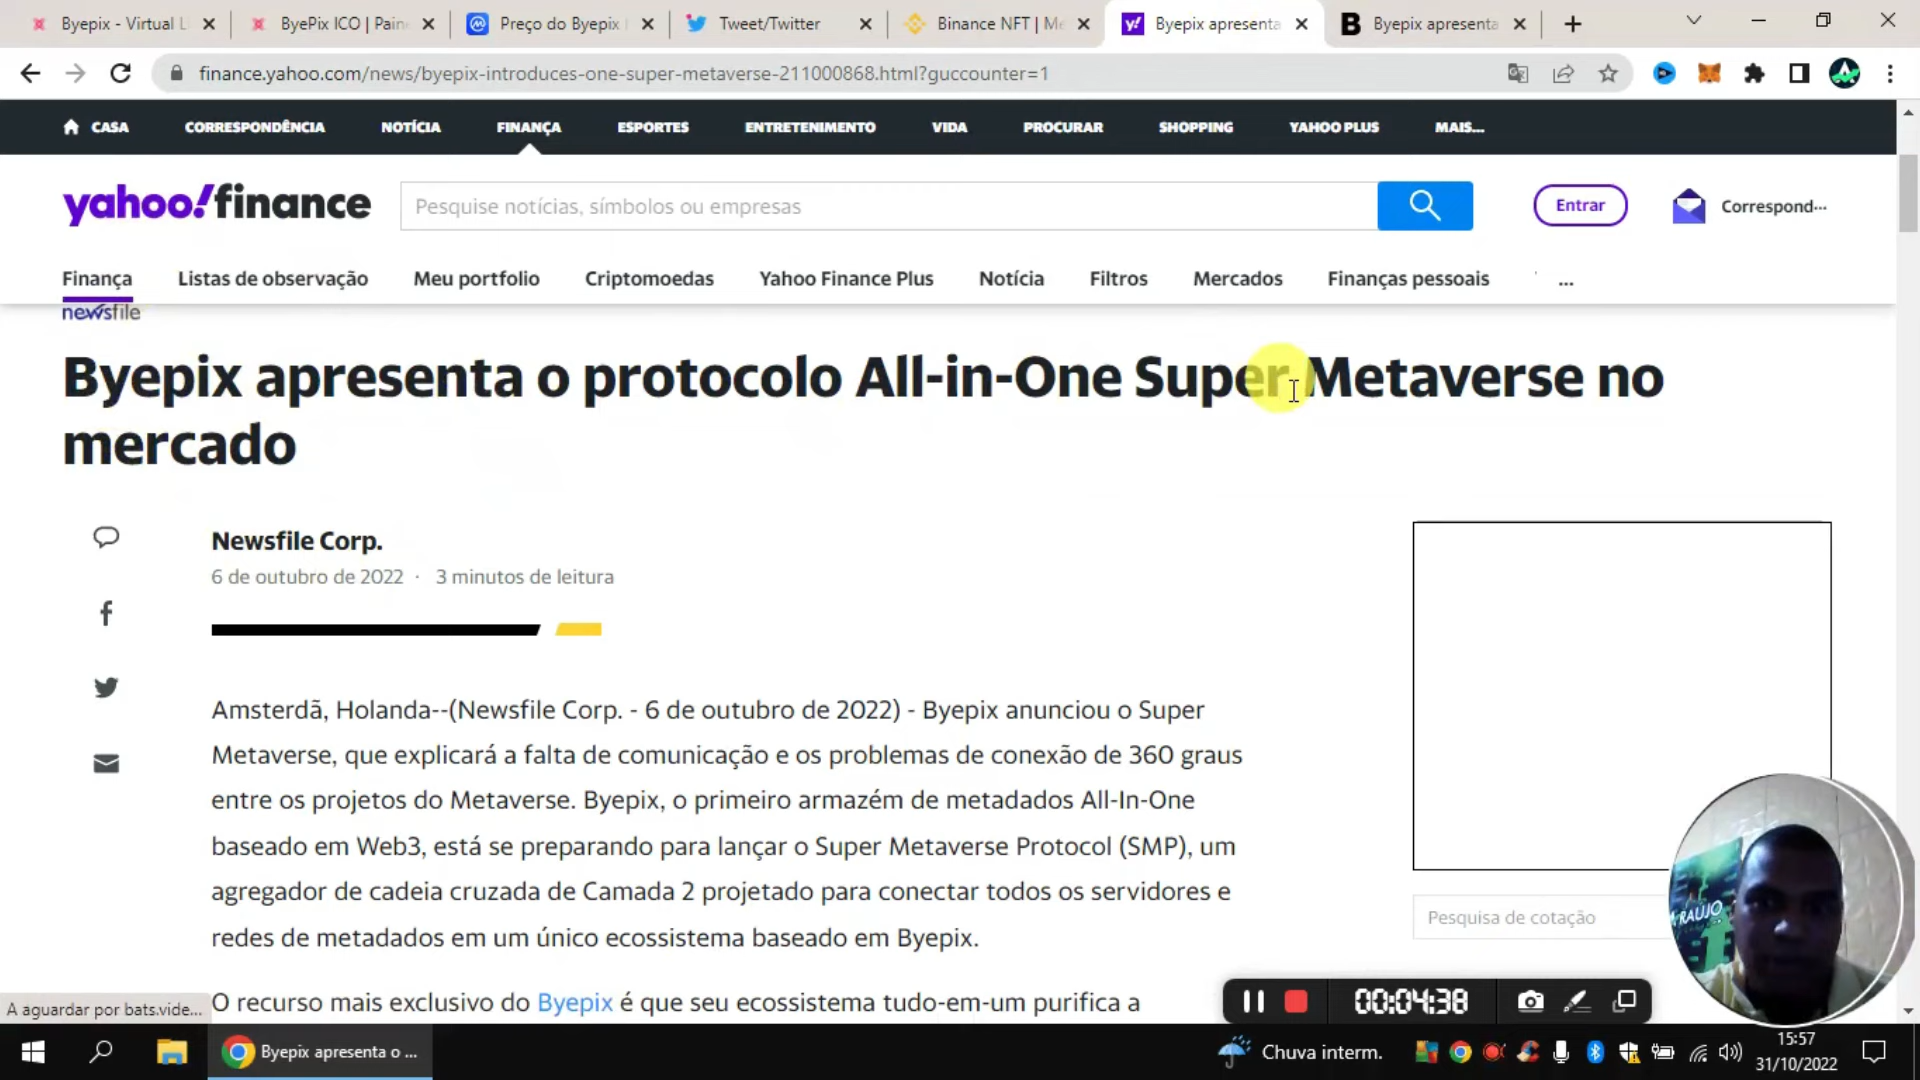 Byepix - Virtual L
ByePix ICO | Paine
Preço do Byepix
Tweet/Twitter
Binance NFT | Me
Byepix apresenta
Byepix apresenta
finance.yahoo.com/news/byepix-introduces-one-super-metaverse-211000868.html?guccounter=1
CASA CORRESPONDÊNCIA NOTÍCIA FINANÇA ESPORTES ENTRETENIMENTO VIDA PROCURAR SHOPPING YAHOO PLUS MAIS...
yahoo!finance
Pesquise notícias, símbolos ou empresas
Entrar
Correspond···
Finança Listas de observação Meu portfolio Criptomoedas Yahoo Finance Plus Notícia Filtros Mercados Finanças pessoais ...
newsfile
Byepix apresenta o protocolo All-in-One Super Metaverse no
mercado
Newsfile Corp.
6 de outubro de 2022 · 3 minutos de leitura
Amsterdã, Holanda--(Newsfile Corp. - 6 de outubro de 2022) - Byepix anunciou o Super
Metaverse, que explicará a falta de comunicação e os problemas de conexão de 360 graus
entre os projetos do Metaverse. Byepix, o primeiro armazém de metadados All-In-One
baseado em Web3, está se preparando para lançar o Super Metaverse Protocol (SMP), um
agregador de cadeia cruzada de Camada 2 projetado para conectar todos os servidores e
redes de metadados em um único ecossistema baseado em Byepix.
O recurso mais exclusivo do Byepix é que seu ecossistema tudo-em-um purifica a
Pesquisa de cotação
ARAÚJO
A aguardar por bats.vide...
00:04:38
Byepix apresenta o ...
Chuva interm.
15:57
31/10/2022